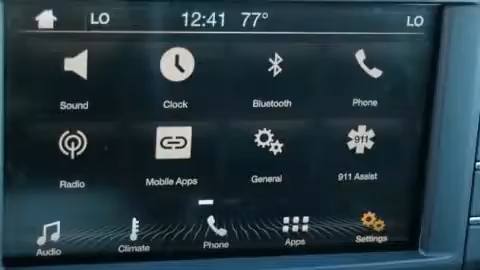 LO 12:41 77° LO
Sound Clock Bluetooth Phone
Radio Mobile Apps General 911 911 Assist
Audio Climate Phone Apps Settings